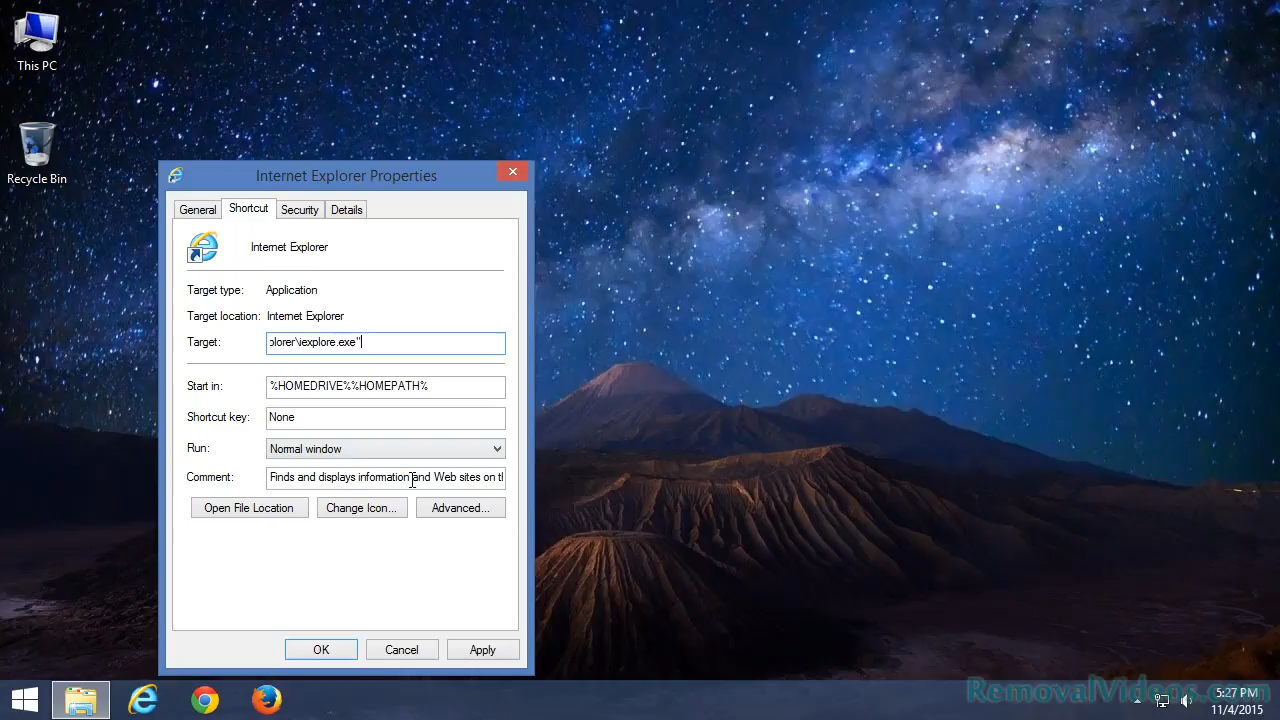 This PC
Recycle Bin
Internet Explorer Properties
General Shortcut Security Details
Internet Explorer
Target type: Application
Target location: Internet Explorer
Target: plorer\iexplore.exe"
Start in: %HOMEDRIVE%%HOMEPATH%
Shortcut key: None
Run: Normal window
Comment: Finds and displays information and Web sites on th
Open File Location Change Icon... Advanced...
OK Cancel Apply
RemovalVideos.com
5:27 PM
11/4/2015